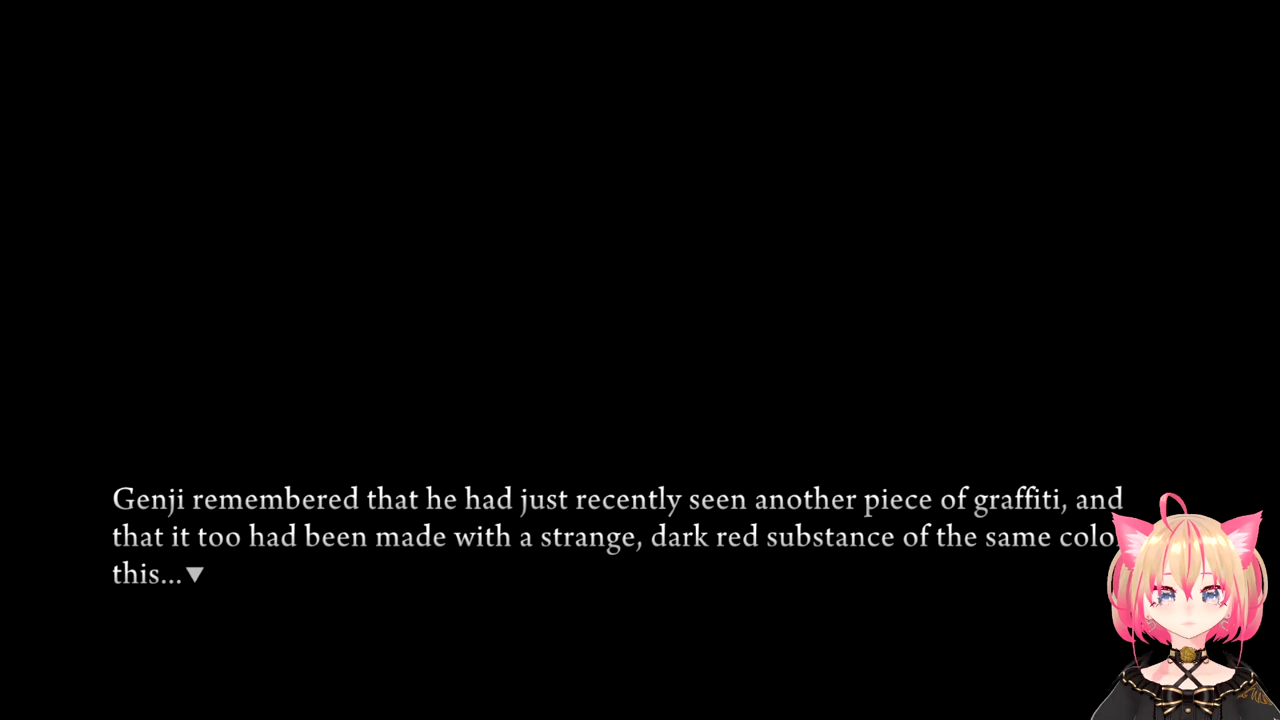 Genji remembered that he had just recently seen another piece of graffiti, and
that it too had been made with a strange, dark red substance of the same
this...